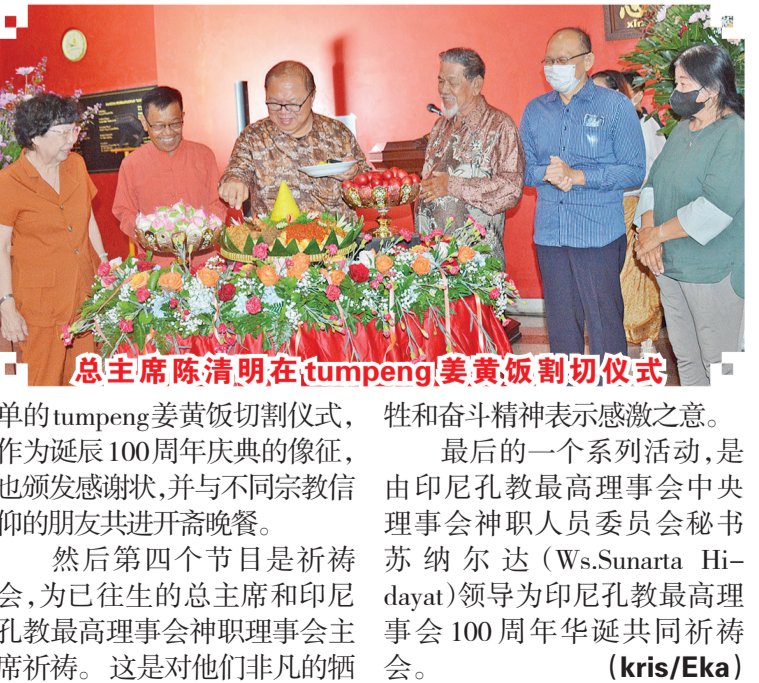 总主席陈清明在tumpeng姜黄饭割切仪式
单的tumpeng姜黄饭切割仪式，
作为诞辰100周年庆典的像征，
也颁发感谢状，并与不同宗教信
仰的朋友共进开斋晚餐。
然后第四个节目是祈祷
会，为已往生的总主席和印尼
孔教最高理事会神职理事会主
席祈祷。这是对他们非凡的牺
牲和奋斗精神表示感激之意。
最后的一个系列活动，是
由印尼孔教最高理事会中央
理事会神职人员委员会秘书
苏纳尔达（Ws.Sunarta Hi-
dayat）领导为印尼孔教最高理
事会100周年华诞共同祈祷
会。 （kris/Eka）